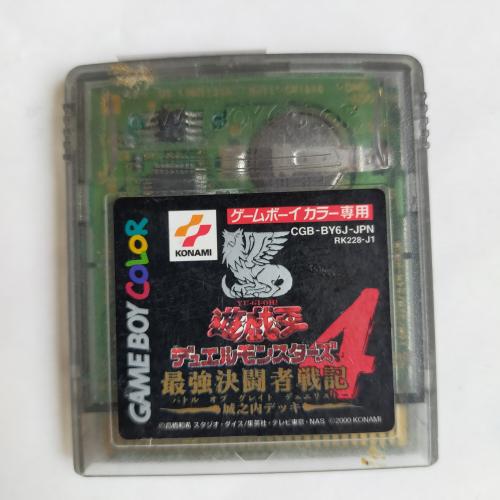 ゲームボーイ カラー専用
CGB-BY6J-JPN
RK228-J1
KONAMI
GAME BOY COLOR
YU-GI-OH!
遊戯王
デュエルモンスターズ4
最強決闘者戦記
バトル オブ グレイト デュエリスト
城之内デッキ
©高橋和希 スタジオ・ダイス/集英社・テレビ東京・NAS ©2000 KONAMI